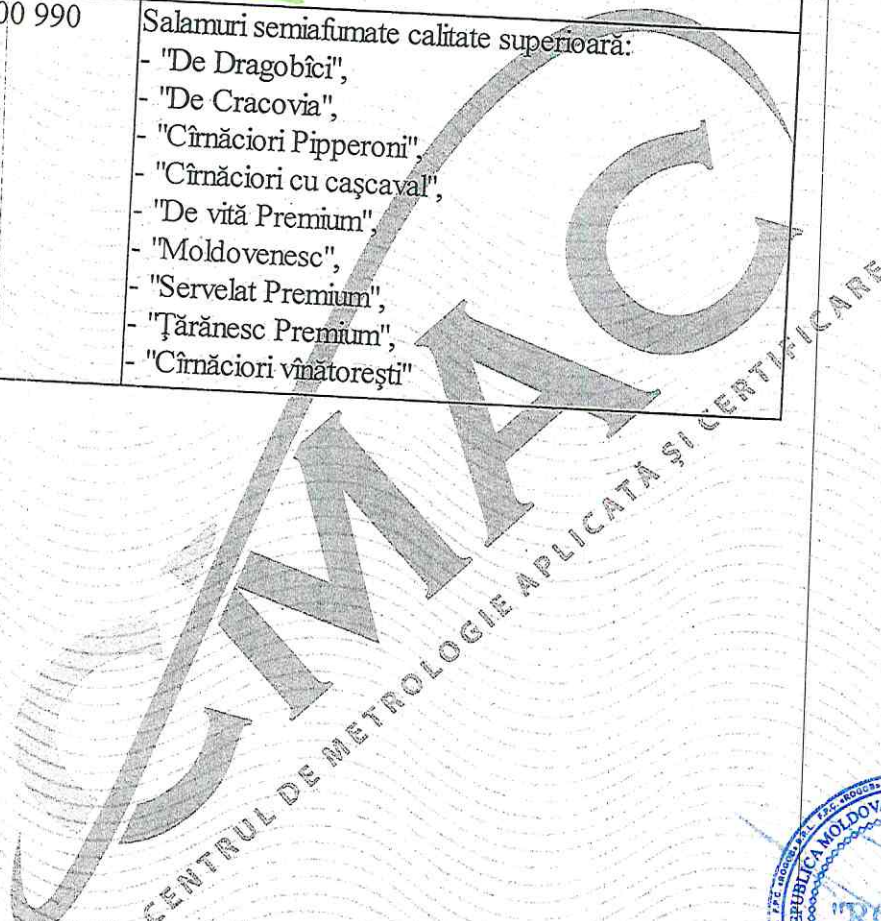 00 990
Salamuri semiafumate calitate superioară:
- "De Dragobîci",
- "De Cracovia",
- "Cîrnăciori Pipperoni",
- "Cîrnăciori cu caşcaval",
- "De vită Premium",
- "Moldovenesc",
- "Servelat Premium",
- "Ţărănesc Premium",
- "Cîrnăciori vînătoreşti"
CMAC
CENTRUL DE METROLOGIE APLICATĂ ŞI CERTIFICARE
MOLDOV